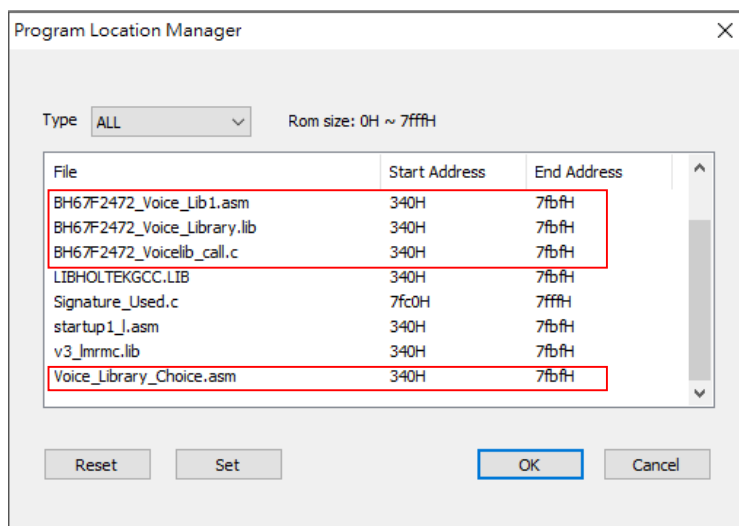 Program Location Manager
Type ALL Rom size: 0H ~ 7fffH
File Start Address End Address
BH67F2472_Voice_Lib1.asm 340H 7fbfH
BH67F2472_Voice_Library.lib 340H 7fbfH
BH67F2472_Voicelib_call.c 340H 7fbfH
LIBHOLTEKGCC.LIB 340H 7fbfH
Signature_Used.c 7fc0H 7fffH
startup1_l.asm 340H 7fbfH
v3_lmrmc.lib 340H 7fbfH
Voice_Library_Choice.asm 340H 7fbfH
Reset Set OK Cancel